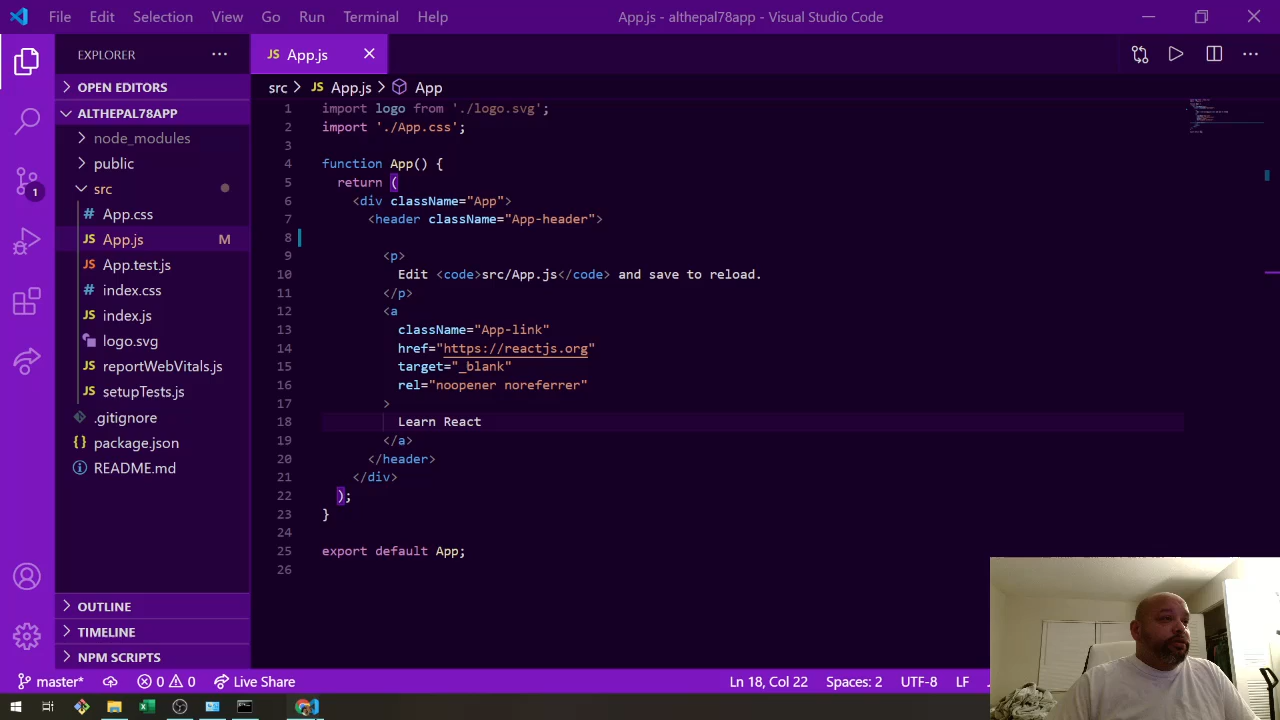 File Edit Selection View Go Run Terminal Help App.js - althepal78app - Visual Studio Code
EXPLORER
OPEN EDITORS
ALTHEPAL78APP
node_modules
public
src
# App.css
JS App.js M
JS App.test.js
# index.css
JS index.js
logo.svg
JS reportWebVitals.js
JS setupTests.js
.gitignore
{} package.json
README.md
OUTLINE
TIMELINE
NPM SCRIPTS
1
JS App.js
src > JS App.js > App
1 import logo from './logo.svg';
2 import './App.css';
3
4 function App() {
5 return (
6 <div className="App">
7 <header className="App-header">
8
9 <p>
10 Edit <code>src/App.js</code> and save to reload.
11 </p>
12 <a
13 className="App-link"
14 href="https://reactjs.org"
15 target="_blank"
16 rel="noopener noreferrer"
17 >
18 Learn React
19 </a>
20 </header>
21 </div>
22 );
23 }
24
25 export default App;
26
master* 0 0 Live Share Ln 18, Col 22 Spaces: 2 UTF-8 LF